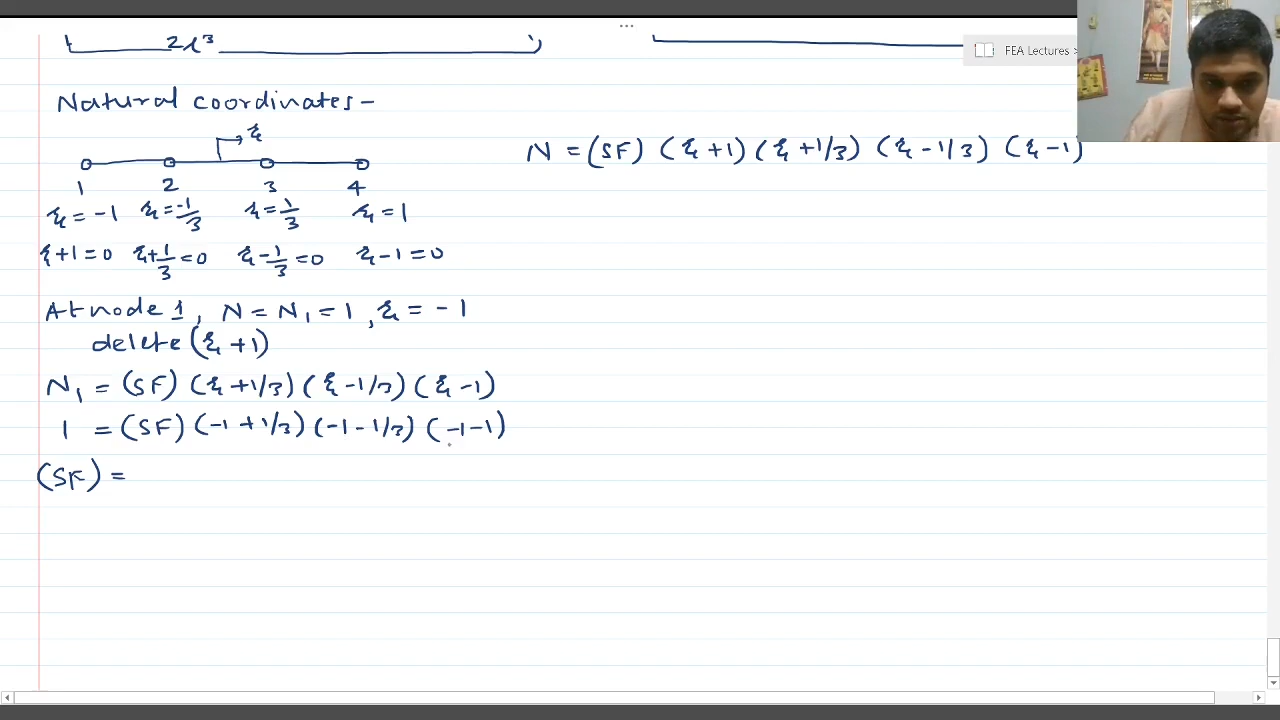 2l³
FEA Lectures >
Natural coordinates -
ξ
N = (SF) (ξ +1) (ξ +1/3) (ξ -1/3) (ξ -1)
1 2 3 4
ξ = -1 ξ = -1/3 ξ = 1/3 ξ = 1
ξ +1 = 0 ξ + 1/3 = 0 ξ - 1/3 = 0 ξ - 1 = 0
At node 1, N = N₁ = 1, ξ = -1
delete (ξ +1)
N₁ = (SF) (ξ +1/3) (ξ -1/3) (ξ -1)
1 = (SF) (-1 + 1/3) (-1 - 1/3) (-1 -1)
(SF) =